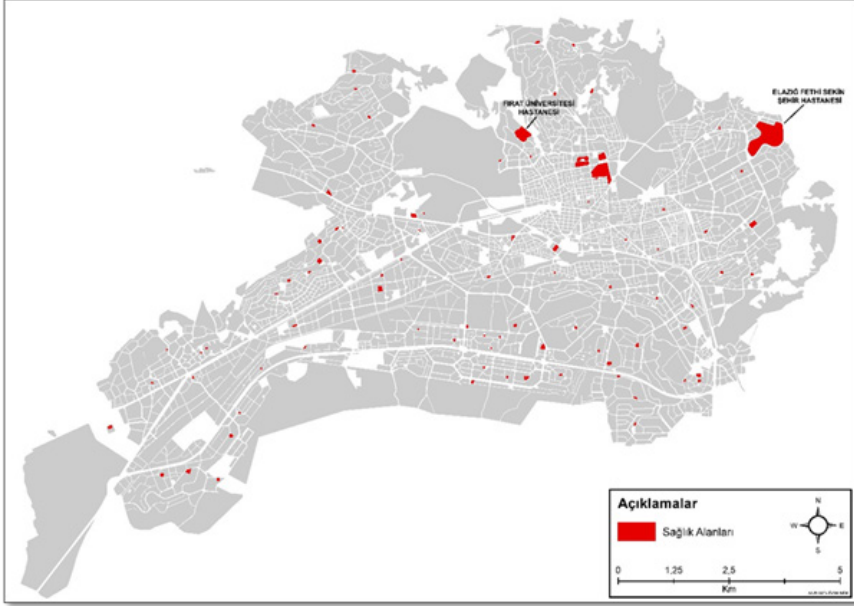 ELAZIĞ FETHİ SEKİN
ŞEHİR HASTANESİ
FIRAT ÜNİVERSİTESİ
HASTANESİ
Açıklamalar
Sağlık Alanları
N
W
E
S
0
1,25
2,5
5
Km